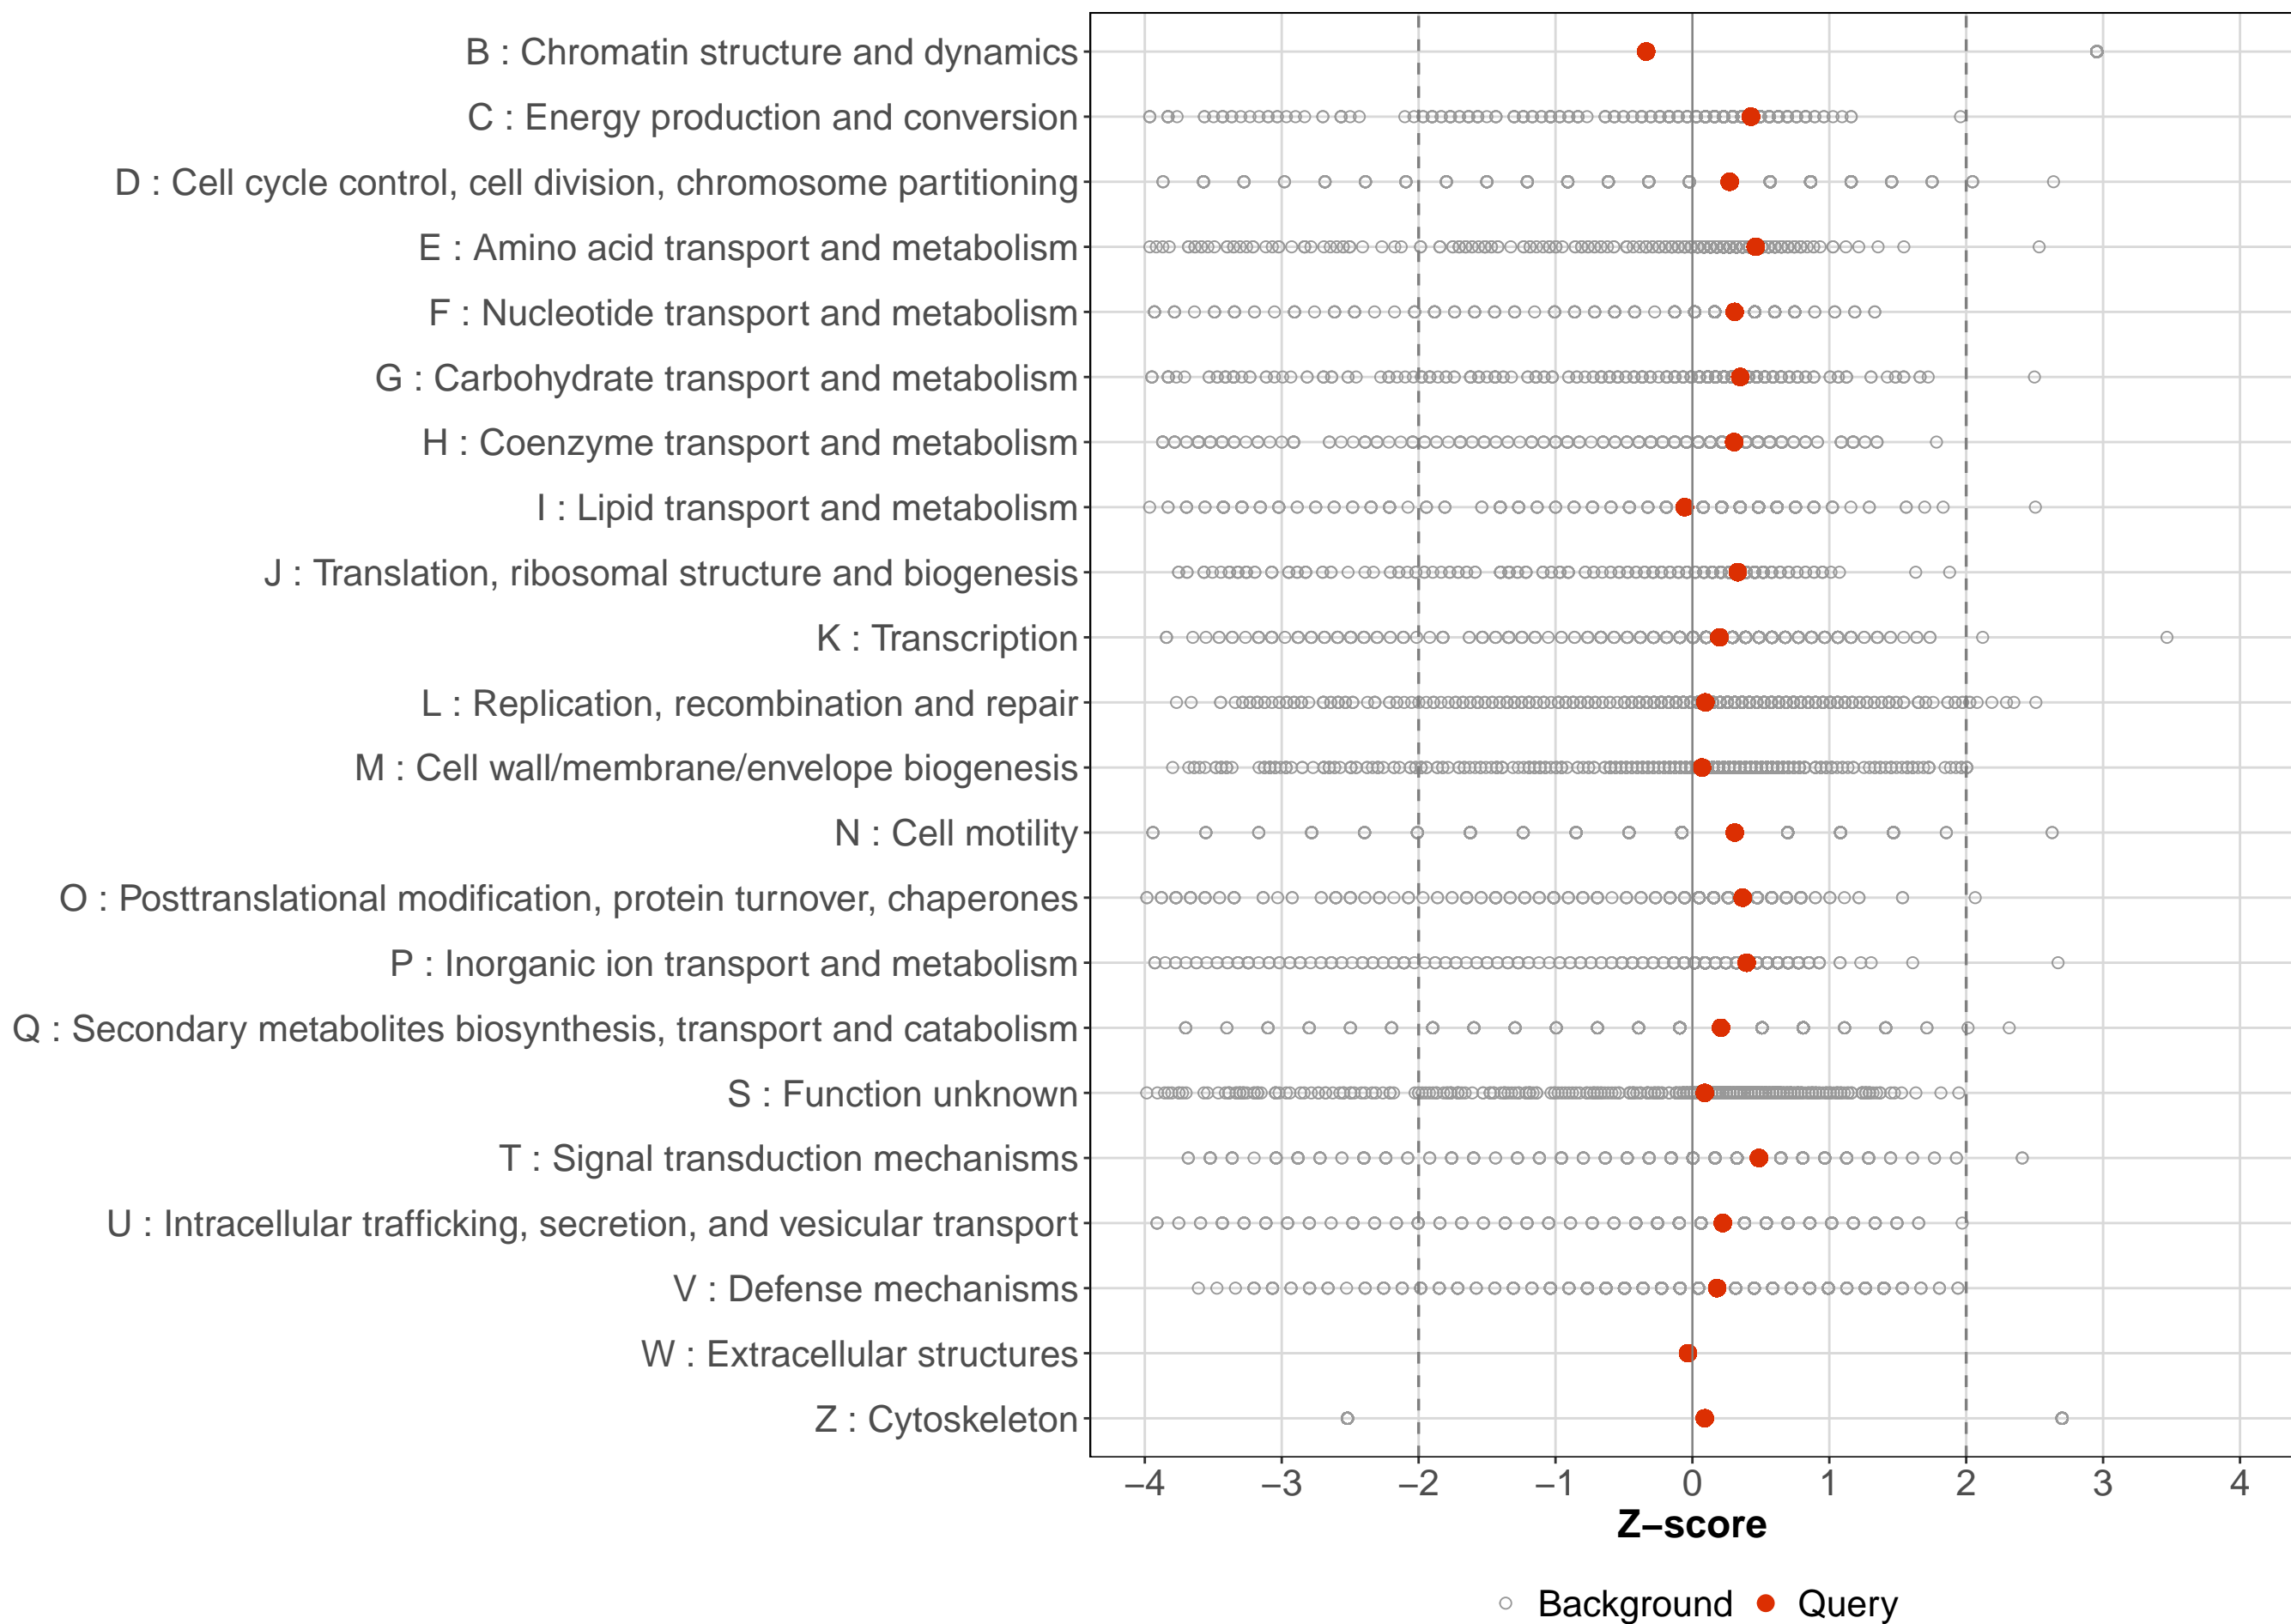 B : Chromatin structure and dynamics
C : Energy production and conversion
D : Cell cycle control, cell division, chromosome partitioning
E : Amino acid transport and metabolism
F : Nucleotide transport and metabolism
G : Carbohydrate transport and metabolism
H : Coenzyme transport and metabolism
I : Lipid transport and metabolism
J : Translation, ribosomal structure and biogenesis
K : Transcription
L : Replication, recombination and repair
M : Cell wall/membrane/envelope biogenesis
N : Cell motility
O : Posttranslational modification, protein turnover, chaperones
P : Inorganic ion transport and metabolism
Q : Secondary metabolites biosynthesis, transport and catabolism
S : Function unknown
T : Signal transduction mechanisms
U : Intracellular trafficking, secretion, and vesicular transport
V : Defense mechanisms
W : Extracellular structures
Z : Cytoskeleton
−4 −3 −2 −1 0 1 2 3 4
Z−score
Background Query